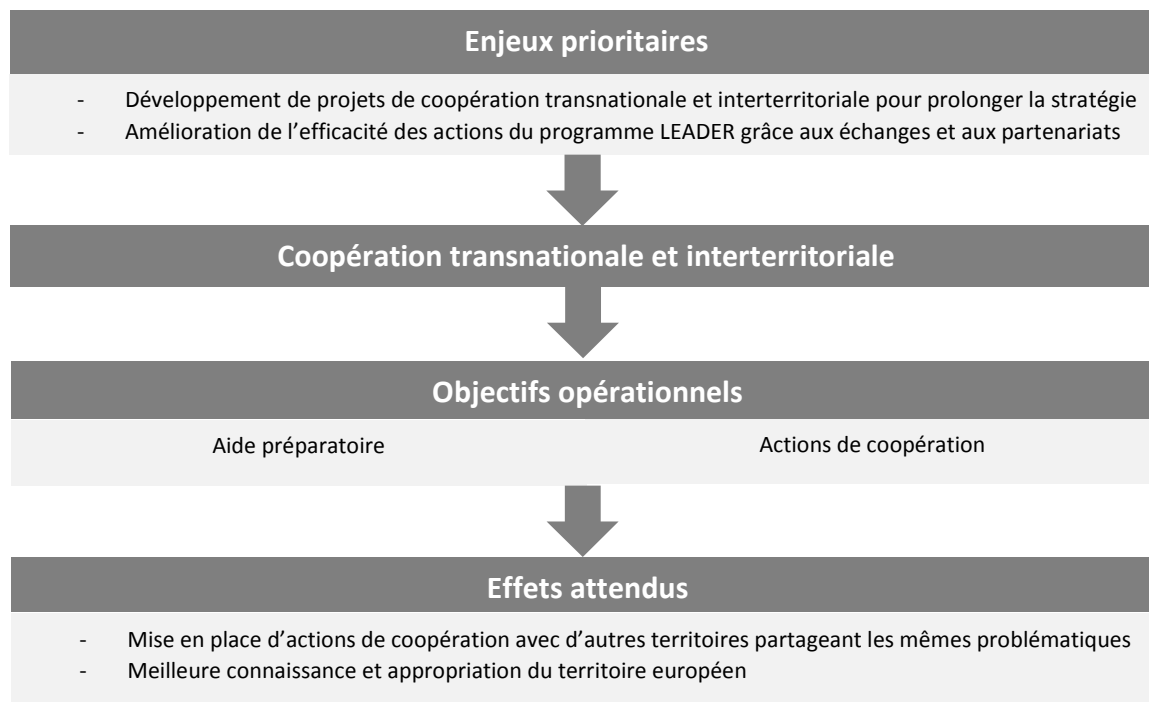 Enjeux prioritaires
- Développement de projets de coopération transnationale et interterritoriale pour prolonger la stratégie
- Amélioration de l’efficacité des actions du programme LEADER grâce aux échanges et aux partenariats
Coopération transnationale et interterritoriale
Objectifs opérationnels
Aide préparatoire
Actions de coopération
Effets attendus
- Mise en place d’actions de coopération avec d’autres territoires partageant les mêmes problématiques
- Meilleure connaissance et appropriation du territoire européen